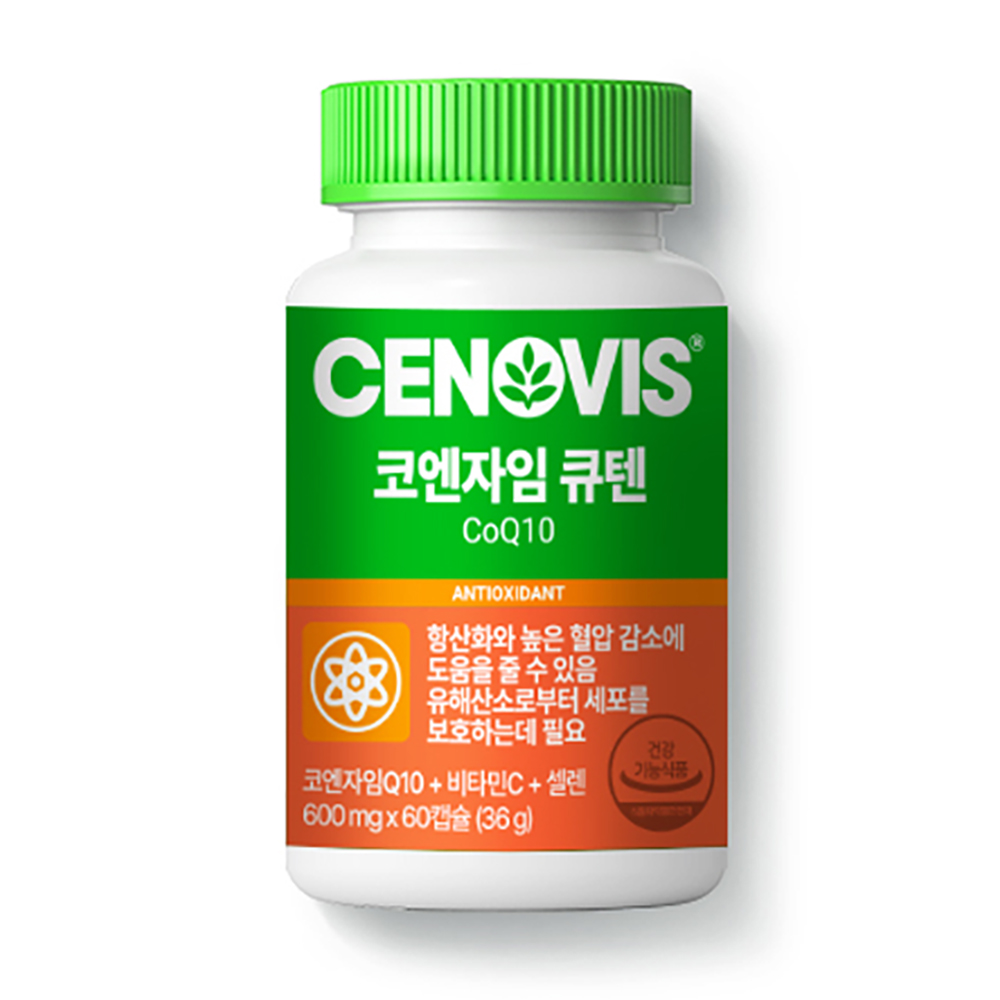 CENOVIS®
코엔자임 큐텐
CoQ10
ANTIOXIDANT
항산화와 높은 혈압 감소에
도움을 줄 수 있음
유해산소로부터 세포를
보호하는데 필요
건강
기능식품
코엔자임Q10 + 비타민C + 셀렌
600 mg x 60캡슐 (36 g)